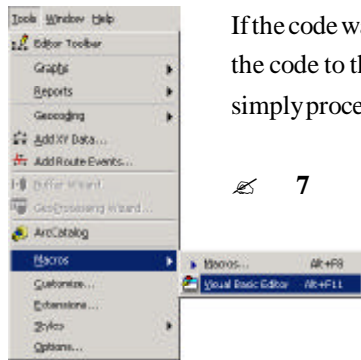 Tools Window Help
Editor Toolbar
Graphs
Reports
Geocoding
Add XY Data...
Add Route Events...
Buffer Wizard...
GeoProcessing Wizard...
ArcCatalog
Macros
Customize...
Extensions...
Styles
Options...
Macros... Alt+F8
Visual Basic Editor Alt+F11
If the code w
the code to th
simply proce
7